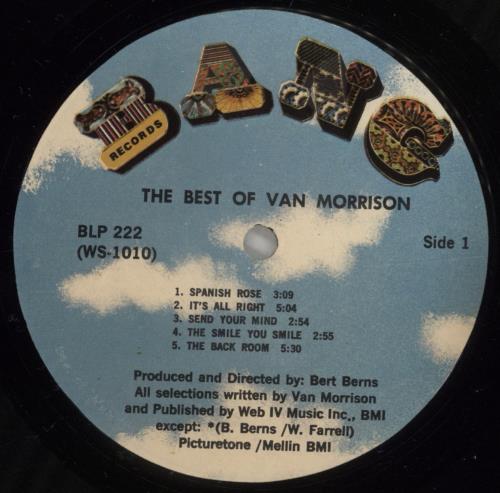 BANG
RECORDS
THE BEST OF VAN MORRISON
BLP 222
(WS-1010)
Side 1
1. SPANISH ROSE 3:09
2. IT'S ALL RIGHT 5:04
3. SEND YOUR MIND 2:54
4. THE SMILE YOU SMILE 2:55
5. THE BACK ROOM 5:30
Produced and Directed by: Bert Berns
All selections written by Van Morrison
and Published by Web IV Music Inc., BMI
except: *(B. Berns /W. Farrell)
Picturetone /Mellin BMI